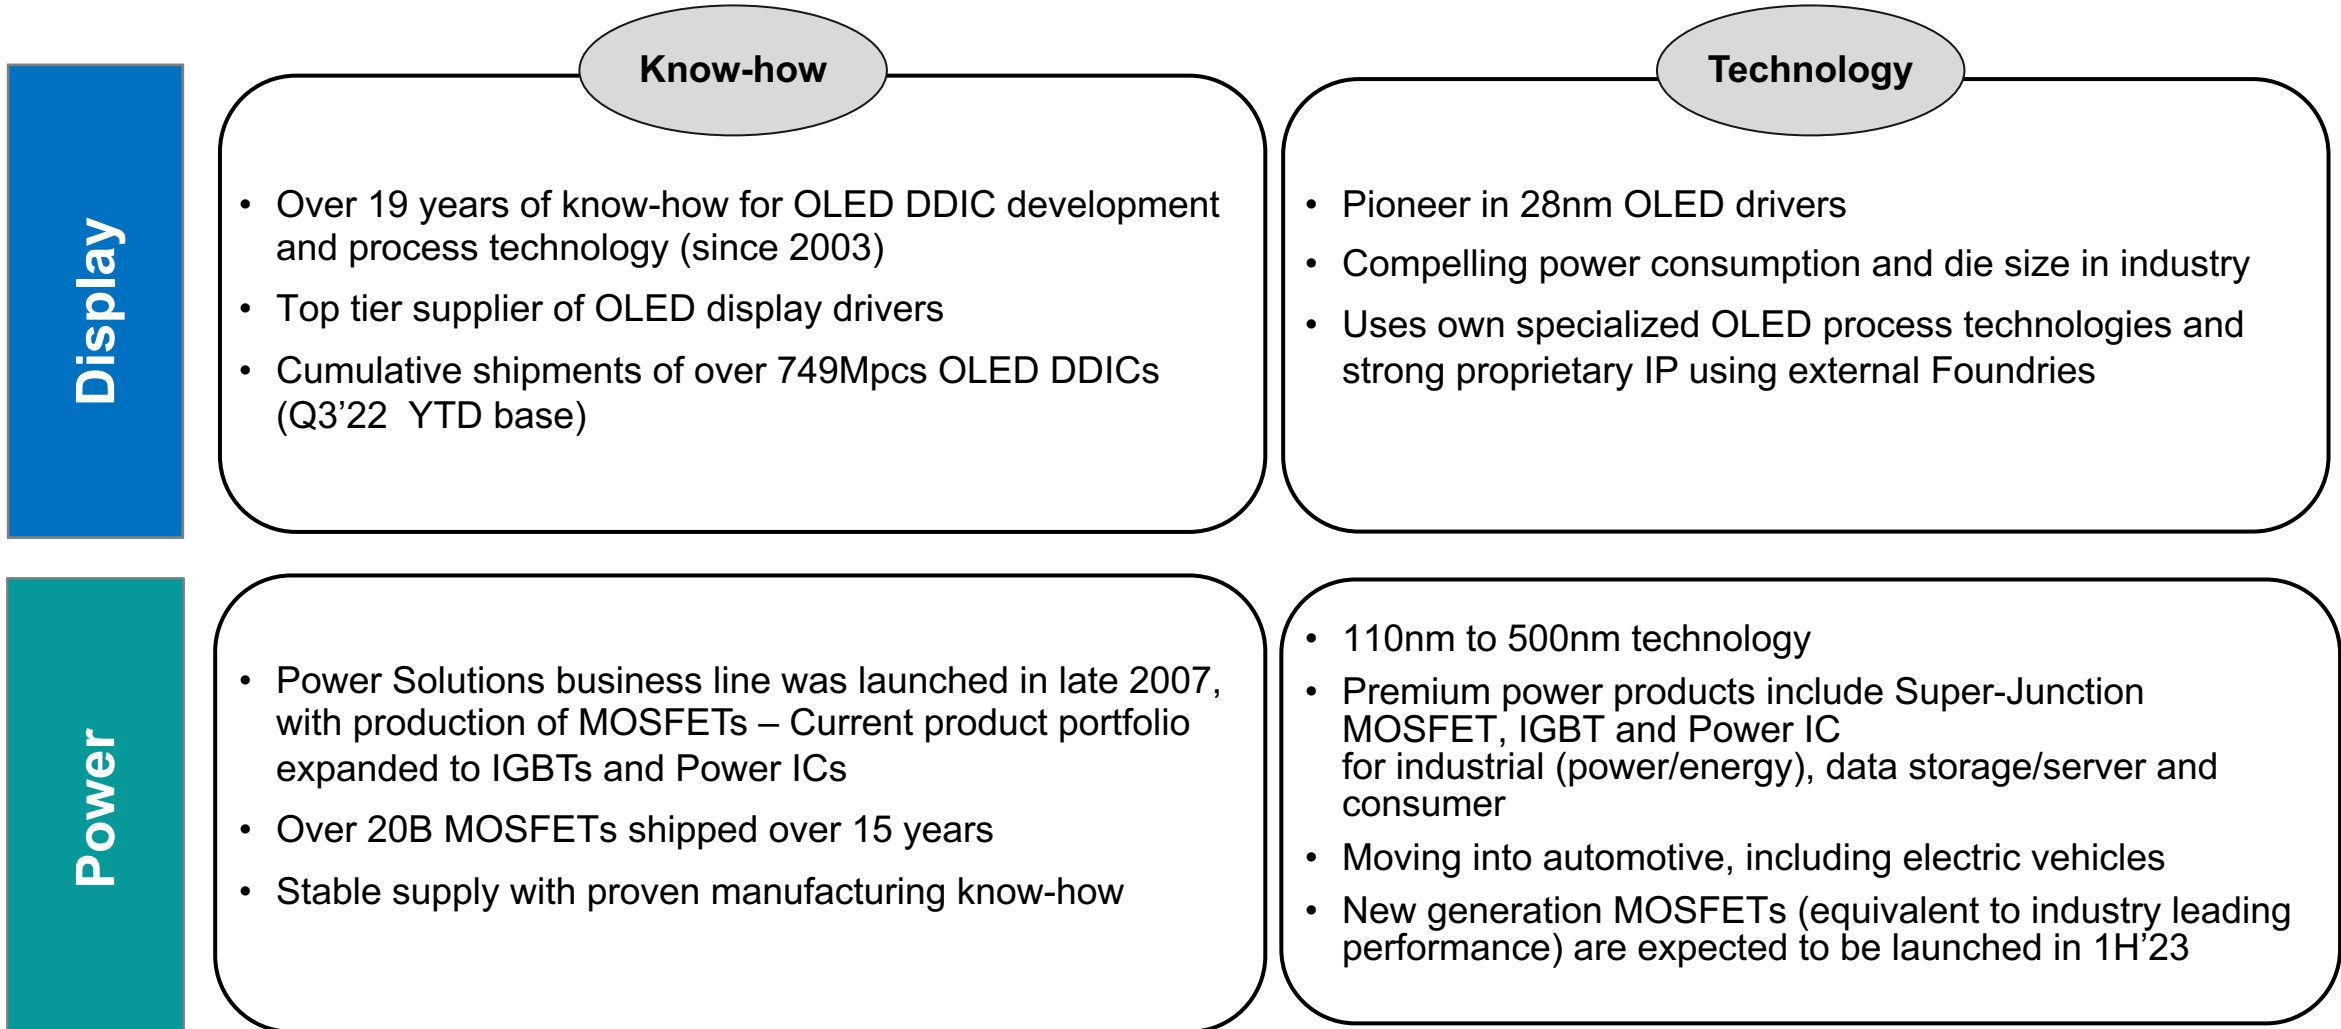 Know-how
Technology
Display
• Over 19 years of know-how for OLED DDIC development
and process technology (since 2003)
• Top tier supplier of OLED display drivers
• Cumulative shipments of over 749Mpcs OLED DDICs
(Q3’22  YTD base)
• Pioneer in 28nm OLED drivers
• Compelling power consumption and die size in industry
• Uses own specialized OLED process technologies and
strong proprietary IP using external Foundries
Power
• Power Solutions business line was launched in late 2007,
with production of MOSFETs – Current product portfolio
expanded to IGBTs and Power ICs
• Over 20B MOSFETs shipped over 15 years
• Stable supply with proven manufacturing know-how
• 110nm to 500nm technology
• Premium power products include Super-Junction
MOSFET, IGBT and Power IC
for industrial (power/energy), data storage/server and
consumer
• Moving into automotive, including electric vehicles
• New generation MOSFETs (equivalent to industry leading
performance) are expected to be launched in 1H’23